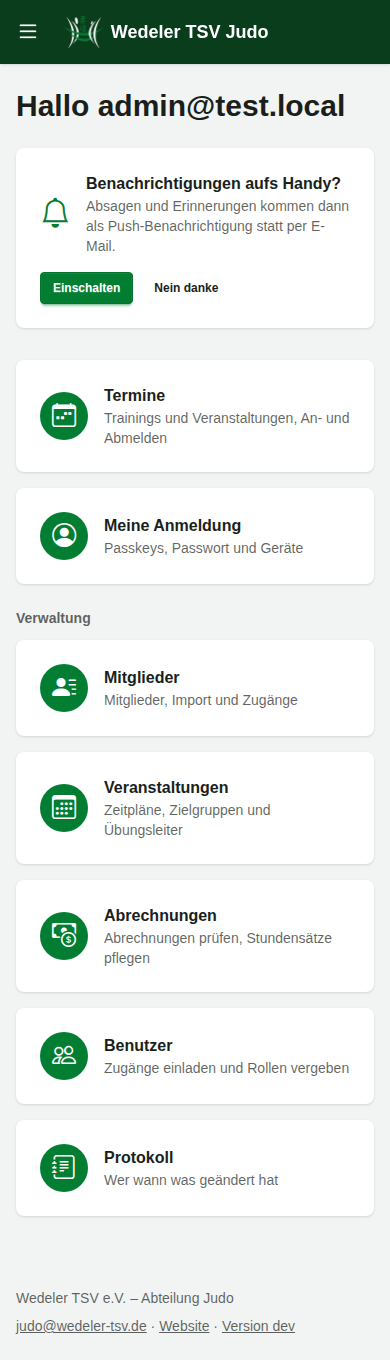 Wedeler TSV Judo
Hallo admin@test.local
Benachrichtigungen aufs Handy?
Absagen und Erinnerungen kommen dann
als Push-Benachrichtigung statt per E-
Mail.
Einschalten
Nein danke
Termine
Trainings und Veranstaltungen, An- und
Abmelden
Meine Anmeldung
Passkeys, Passwort und Geräte
Verwaltung
Mitglieder
Mitglieder, Import und Zugänge
Veranstaltungen
Zeitpläne, Zielgruppen und
Übungsleiter
Abrechnungen
Abrechnungen prüfen, Stundensätze
pflegen
Benutzer
Zugänge einladen und Rollen vergeben
Protokoll
Wer wann was geändert hat
Wedeler TSV e.V. – Abteilung Judo
judo@wedeler-tsv.de · Website · Version dev